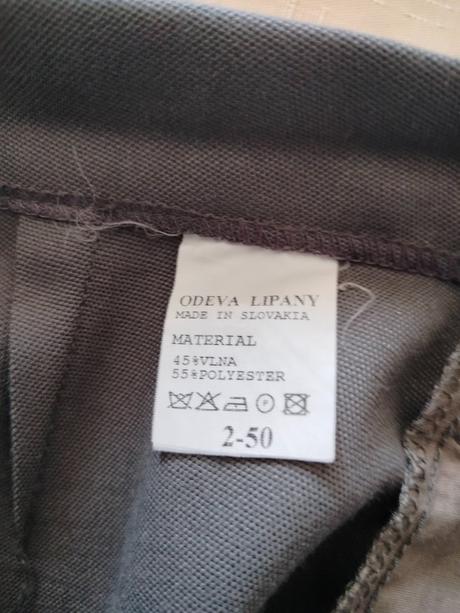 ODEVA LIPANY
MADE IN SLOVAKIA
MATERIAL
45%VLNA
55%POLYESTER
2-50